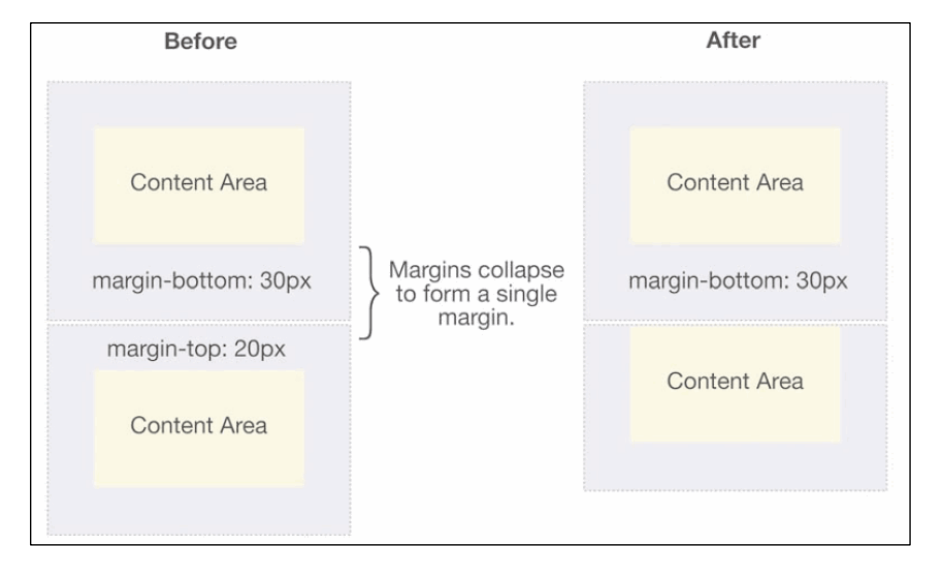 Before
After
Content Area
Content Area
margin-bottom: 30px
Margins collapse
to form a single
margin.
margin-bottom: 30px
margin-top: 20px
Content Area
Content Area